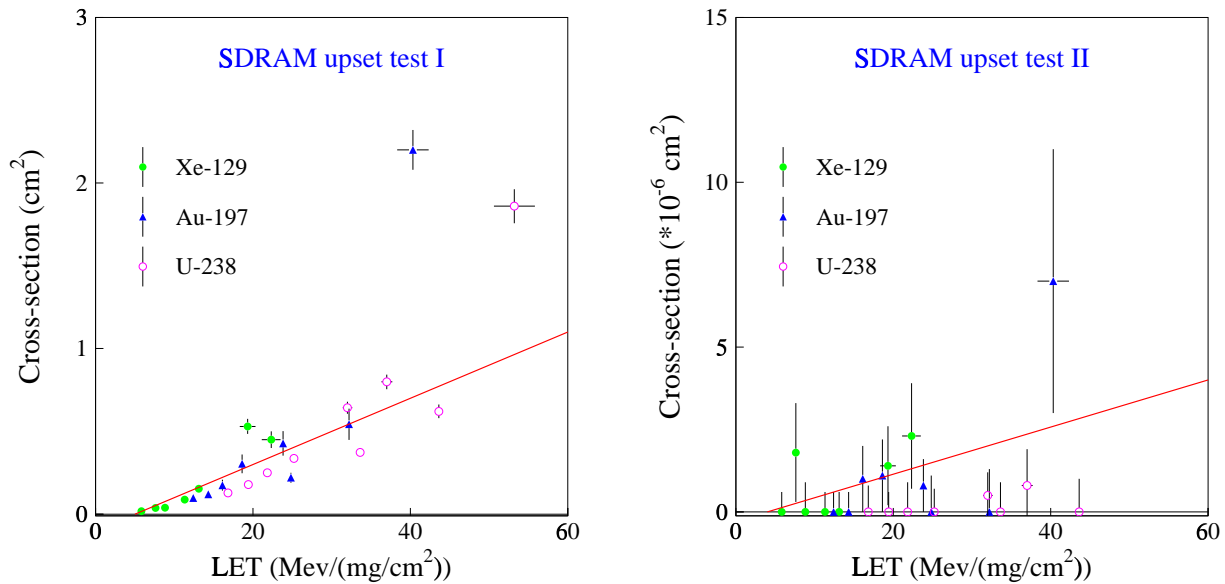 SDRAM upset test I
Cross-section (cm²)
3
2
1
0
Xe-129
Au-197
U-238
0 20 40 60
LET (Mev/(mg/cm²))
SDRAM upset test II
Cross-section (*10⁻⁶ cm²)
15
10
5
0
Xe-129
Au-197
U-238
0 20 40 60
LET (Mev/(mg/cm²))